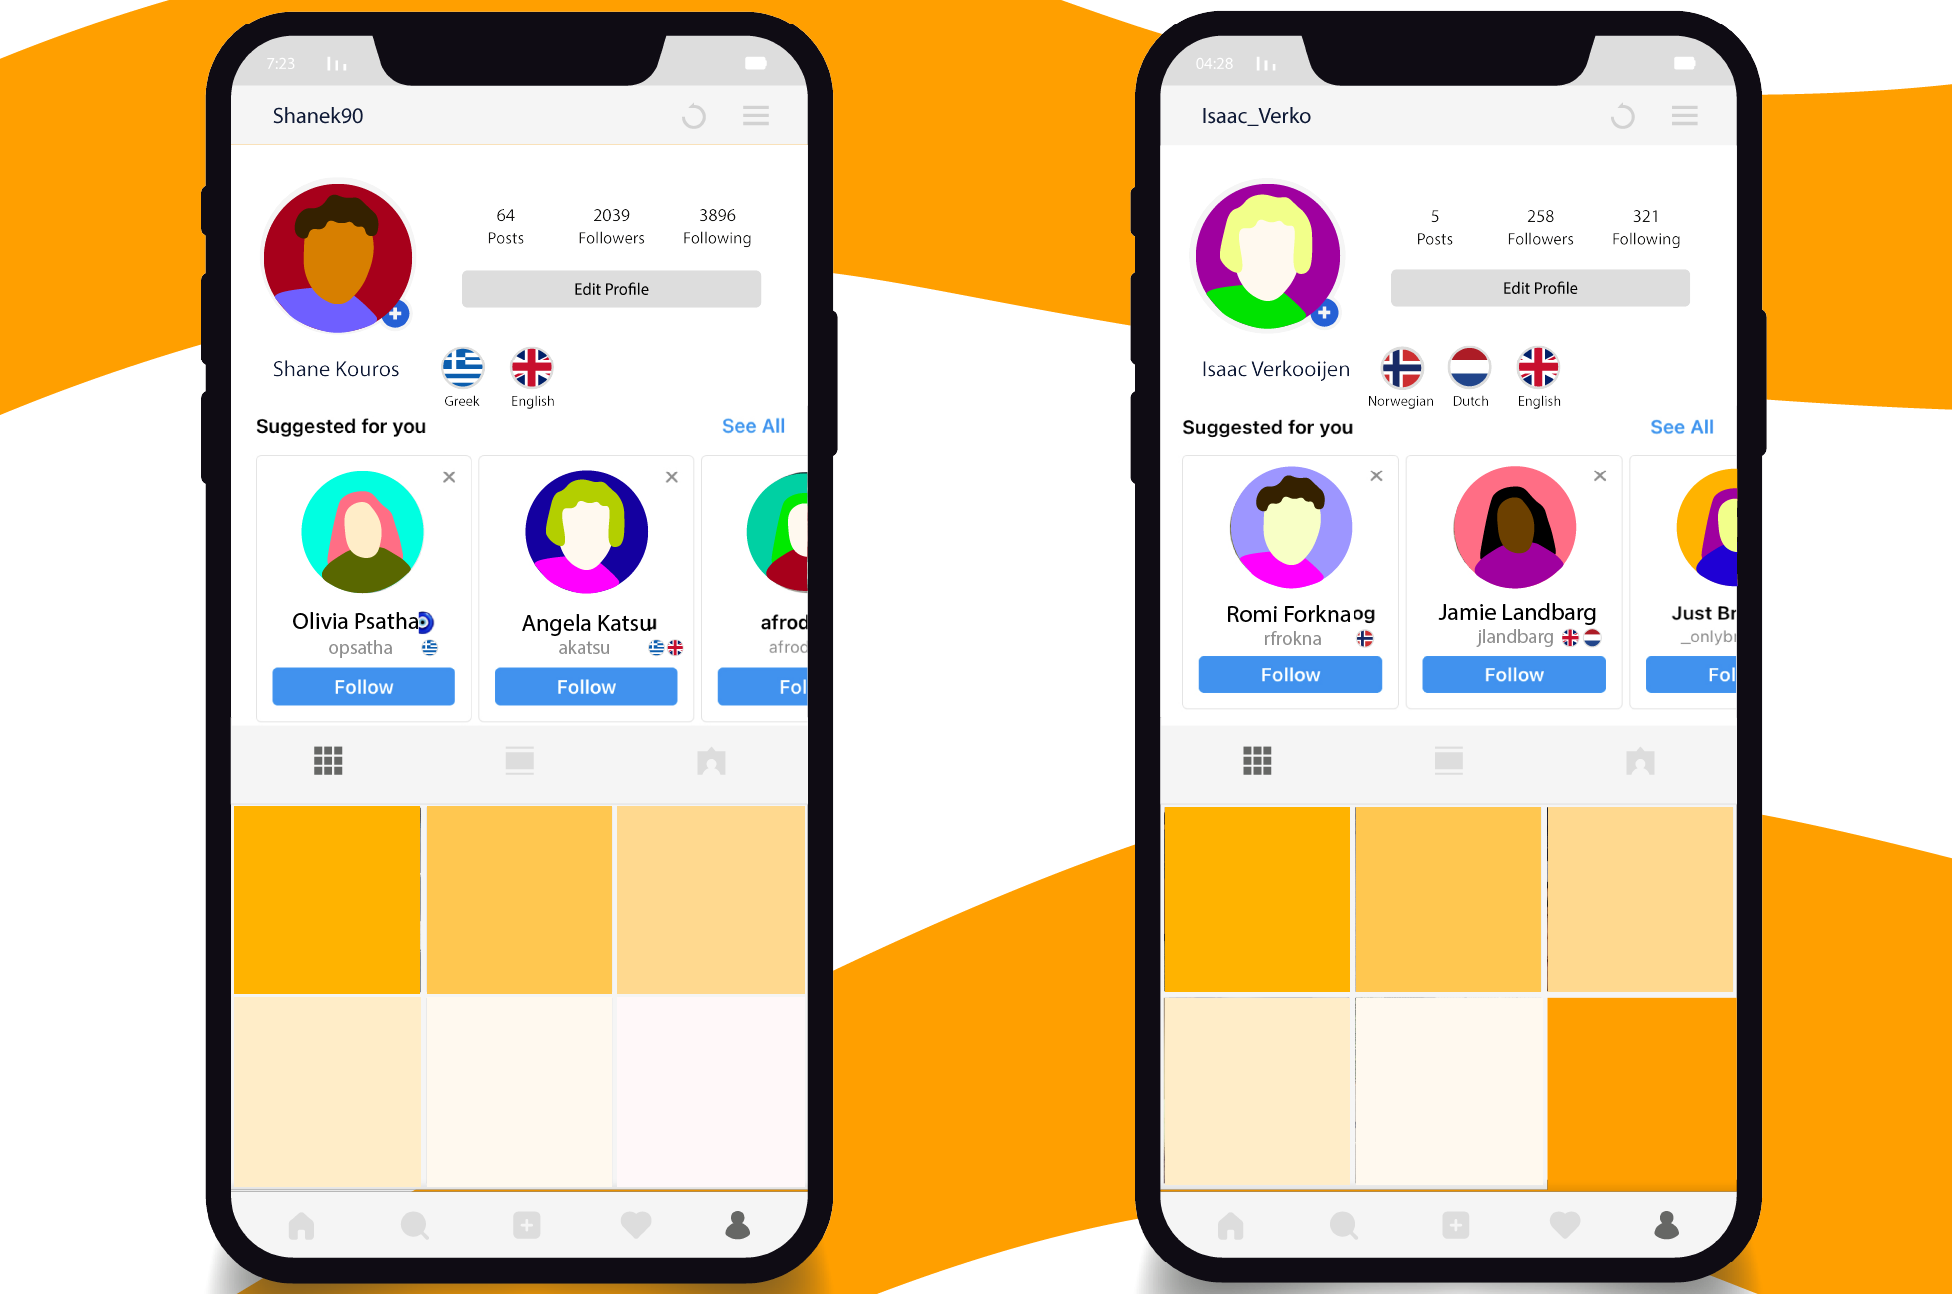 7:23
Shanek90
64
Posts
2039
Followers
3896
Following
Edit Profile
Shane Kouros
Greek
English
Suggested for you
See All
Olivia Psatha
opsatha
Follow
Angela Katsu
akatsu
Follow
afrod
afrod
Fol
04:28
Isaac_Verko
5
Posts
258
Followers
321
Following
Edit Profile
Isaac Verkooijen
Norwegian
Dutch
English
Suggested for you
See All
Romi Forknaog
rfrokna
Follow
Jamie Landbarg
jlandbarg
Follow
Just Br
_onlybr
Fol